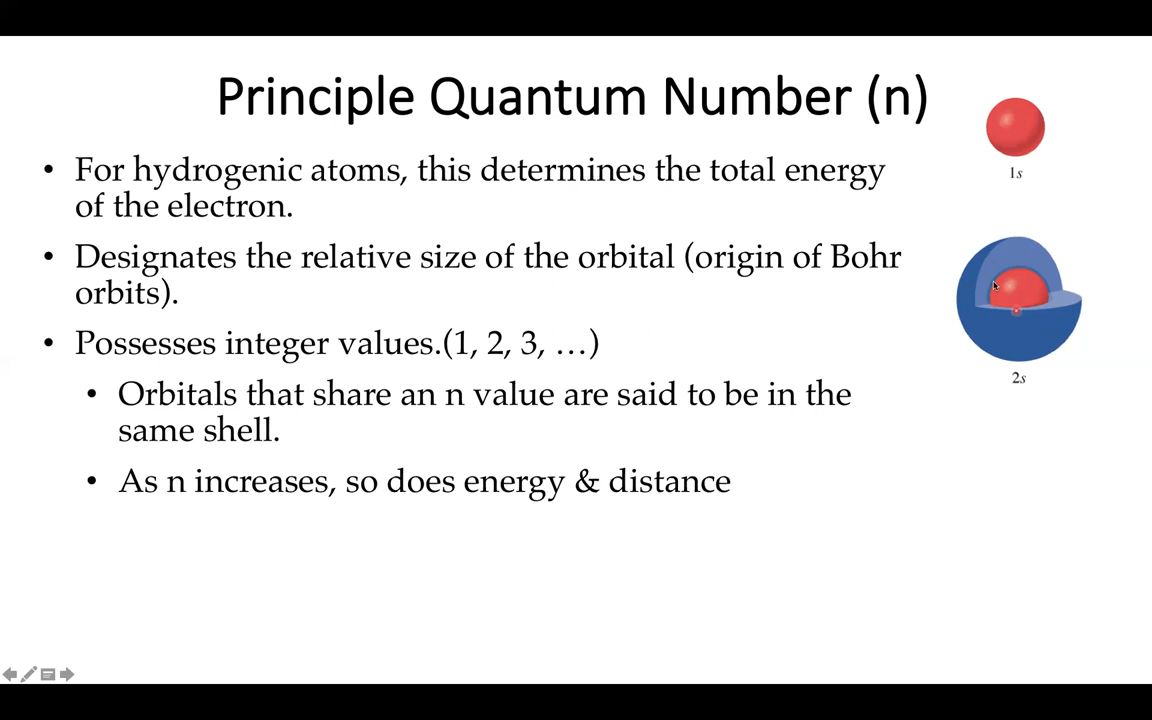 Principle Quantum Number (n)
• For hydrogenic atoms, this determines the total energy
of the electron.
• Designates the relative size of the orbital (origin of Bohr
orbits).
• Possesses integer values.(1, 2, 3, …)
• Orbitals that share an n value are said to be in the
same shell.
• As n increases, so does energy & distance
1s
2s